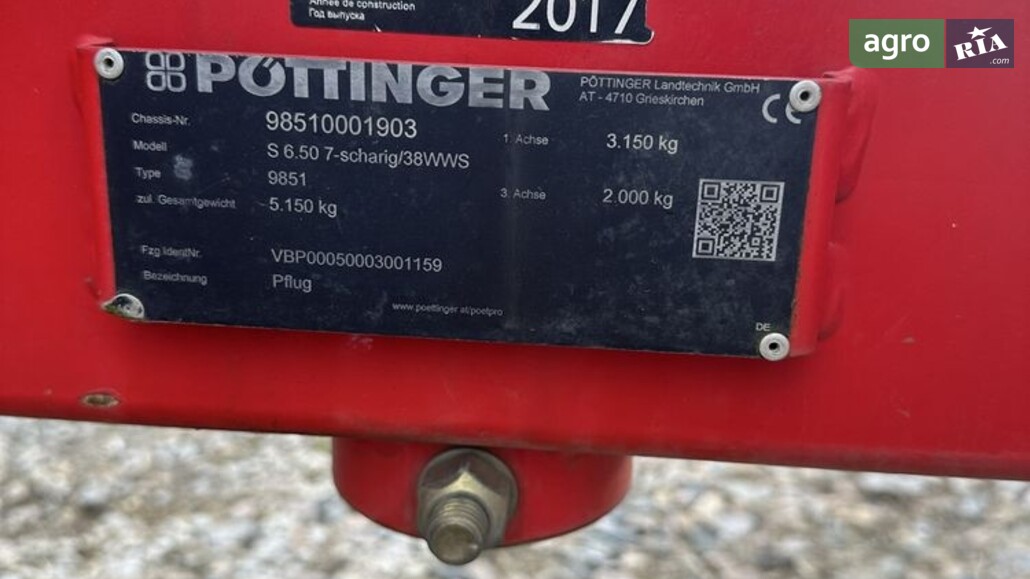 Année de construction
Год выпуска
2017
agro
RIA
.com
PÖTTINGER
PÖTTINGER Landtechnik GmbH
AT - 4710 Grieskirchen
CE
Chassis-Nr. 98510001903
1. Achse 3.150 kg
Modell S 6.50 7-scharig/38WWS
Type 9851
3. Achse 2.000 kg
zul. Gesamtgewicht 5.150 kg
Fzg.IdentNr. VBP00050003001159
Bezeichnung Pflug
www.poettinger.at/poetpro
DE